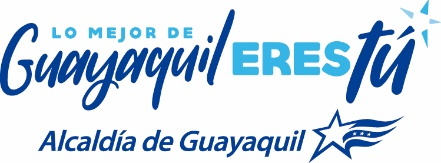 LO MEJOR DE
Guayaquil ERES tú
Alcaldía de Guayaquil